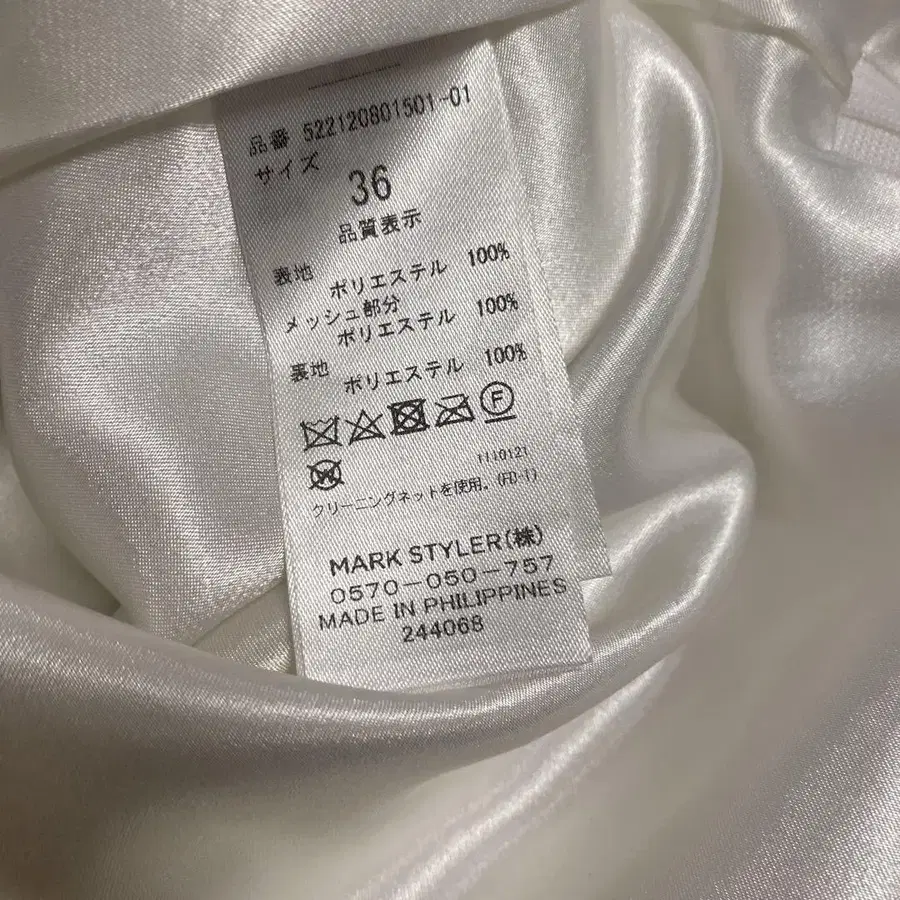 品番 522120801501-01
サイズ
36
品質表示
表地
ポリエステル 100%
メッシュ部分
ポリエステル 100%
裏地
ポリエステル 100%
F
W
1110121
クリーニングネットを使用。(FD-1)
MARK STYLER(株)
0570-050-757
MADE IN PHILIPPINES
244068